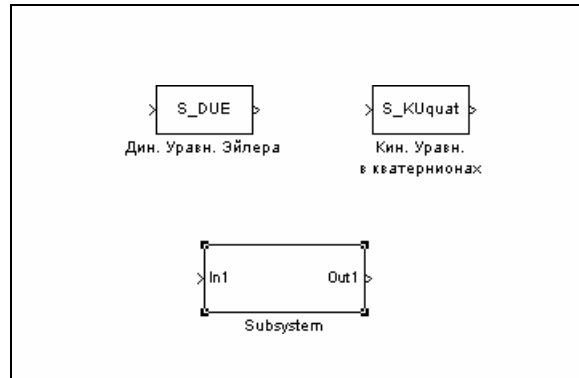 S_DUE
S_KUquat
Дин. Уравн. Эйлера
Кин. Уравн.
в кватернионах
In1
Out1
Subsystem